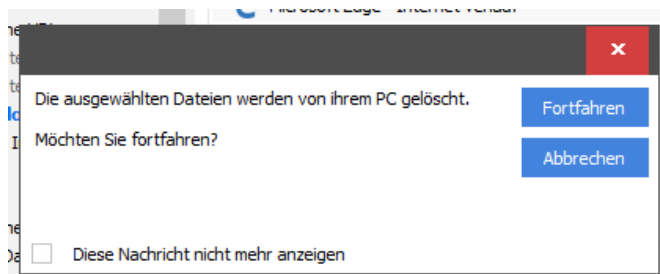 Die ausgewählten Dateien werden von ihrem PC gelöscht.
Fortfahren
Möchten Sie fortfahren?
Abbrechen
Diese Nachricht nicht mehr anzeigen